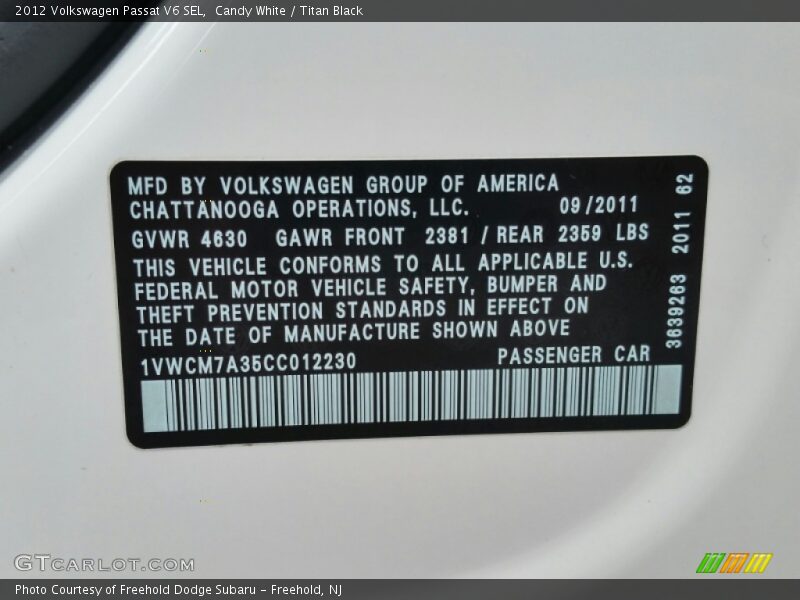 2012 Volkswagen Passat V6 SEL, Candy White / Titan Black
MFD BY VOLKSWAGEN GROUP OF AMERICA
CHATTANOOGA OPERATIONS, LLC. 09/2011
GVWR 4630 GAWR FRONT 2381 / REAR 2359 LBS
THIS VEHICLE CONFORMS TO ALL APPLICABLE U.S.
FEDERAL MOTOR VEHICLE SAFETY, BUMPER AND
THEFT PREVENTION STANDARDS IN EFFECT ON
THE DATE OF MANUFACTURE SHOWN ABOVE
1VWCM7A35CC012230 PASSENGER CAR
3639263 2011 62
GTCARLOT.COM
Photo Courtesy of Freehold Dodge Subaru – Freehold, NJ